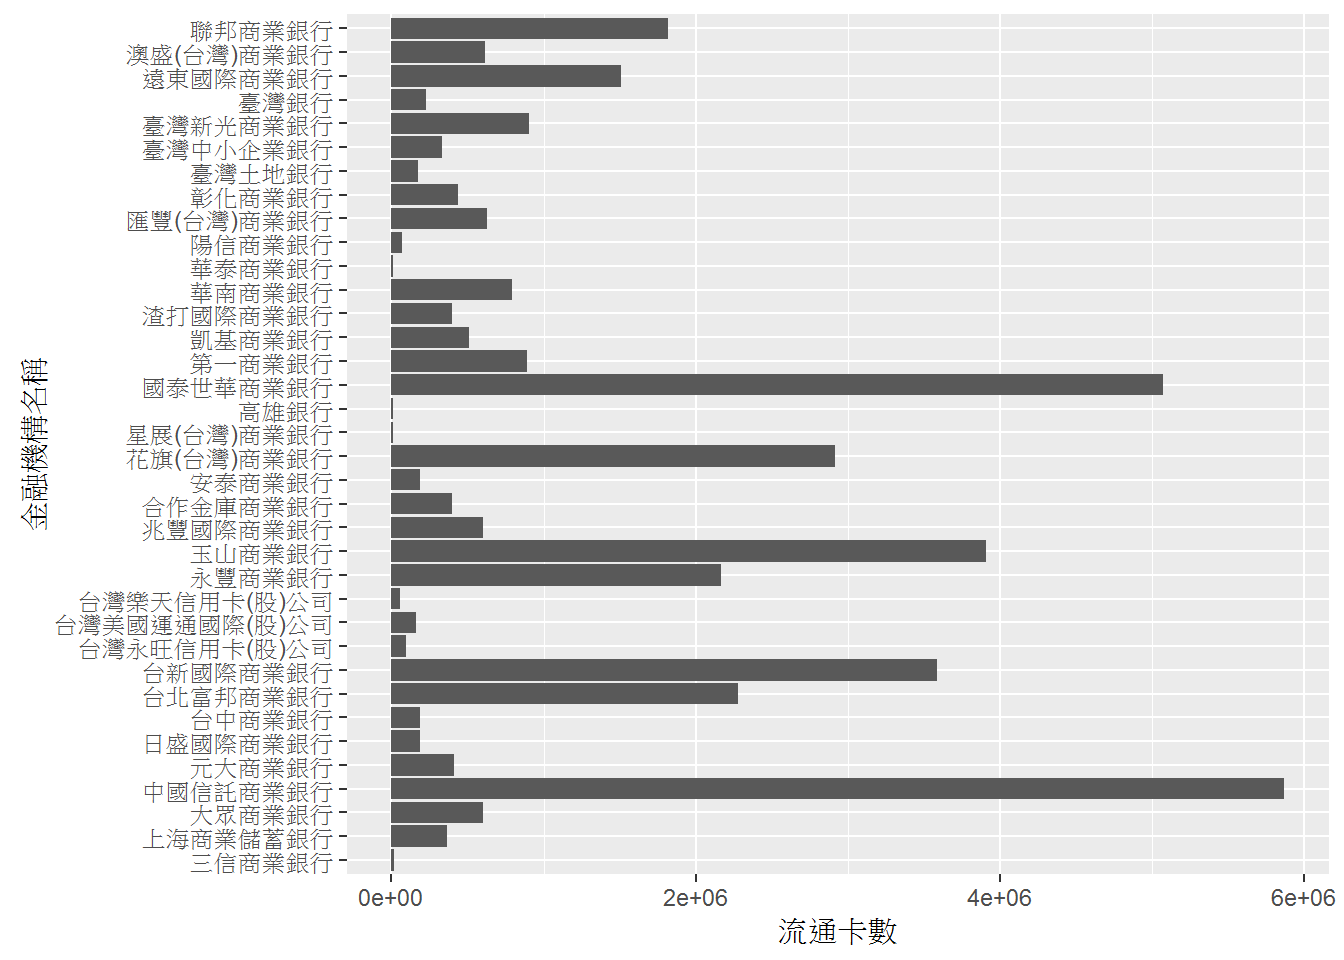 聯邦商業銀行
澳盛(台灣)商業銀行
遠東國際商業銀行
臺灣銀行
臺灣新光商業銀行
臺灣中小企業銀行
臺灣土地銀行
彰化商業銀行
匯豐(台灣)商業銀行
陽信商業銀行
華泰商業銀行
華南商業銀行
渣打國際商業銀行
凱基商業銀行
第一商業銀行
國泰世華商業銀行
高雄銀行
星展(台灣)商業銀行
花旗(台灣)商業銀行
安泰商業銀行
合作金庫商業銀行
兆豐國際商業銀行
玉山商業銀行
永豐商業銀行
台灣樂天信用卡(股)公司
台灣美國運通國際(股)公司
台灣永旺信用卡(股)公司
台新國際商業銀行
台北富邦商業銀行
台中商業銀行
日盛國際商業銀行
元大商業銀行
中國信託商業銀行
大眾商業銀行
上海商業儲蓄銀行
三信商業銀行
金融機構名稱
0e+00 2e+06 4e+06 6e+06
流通卡數